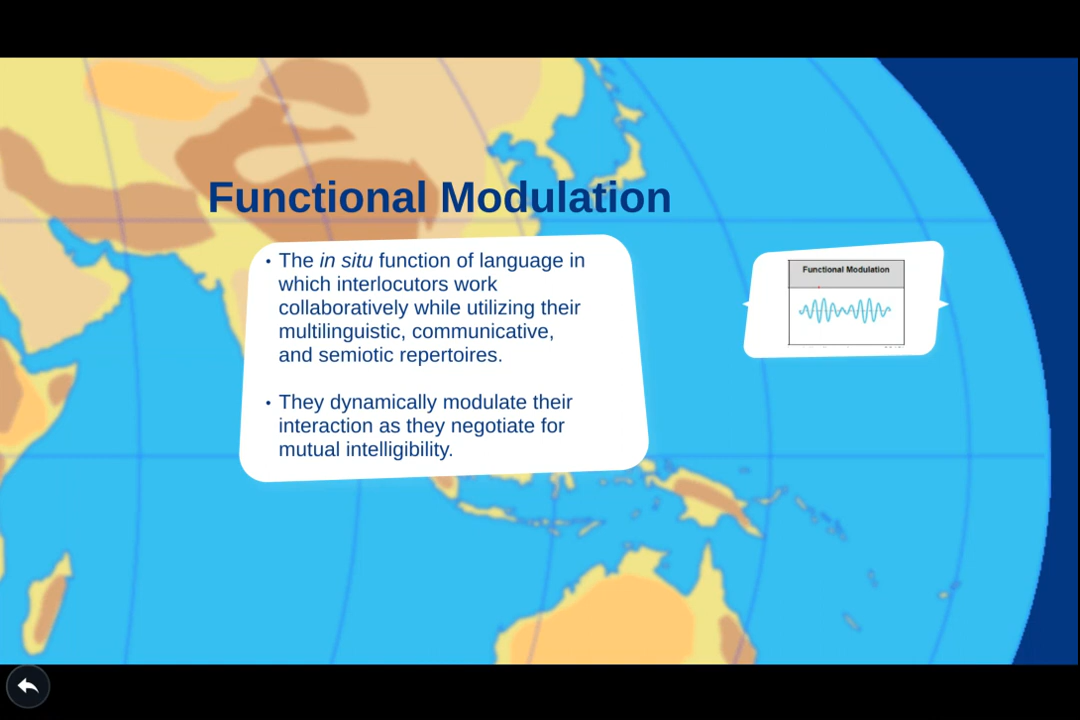 Functional Modulation
• The in situ function of language in
which interlocutors work
collaboratively while utilizing their
multilinguistic, communicative,
and semiotic repertoires.
• They dynamically modulate their
interaction as they negotiate for
mutual intelligibility.
Functional Modulation